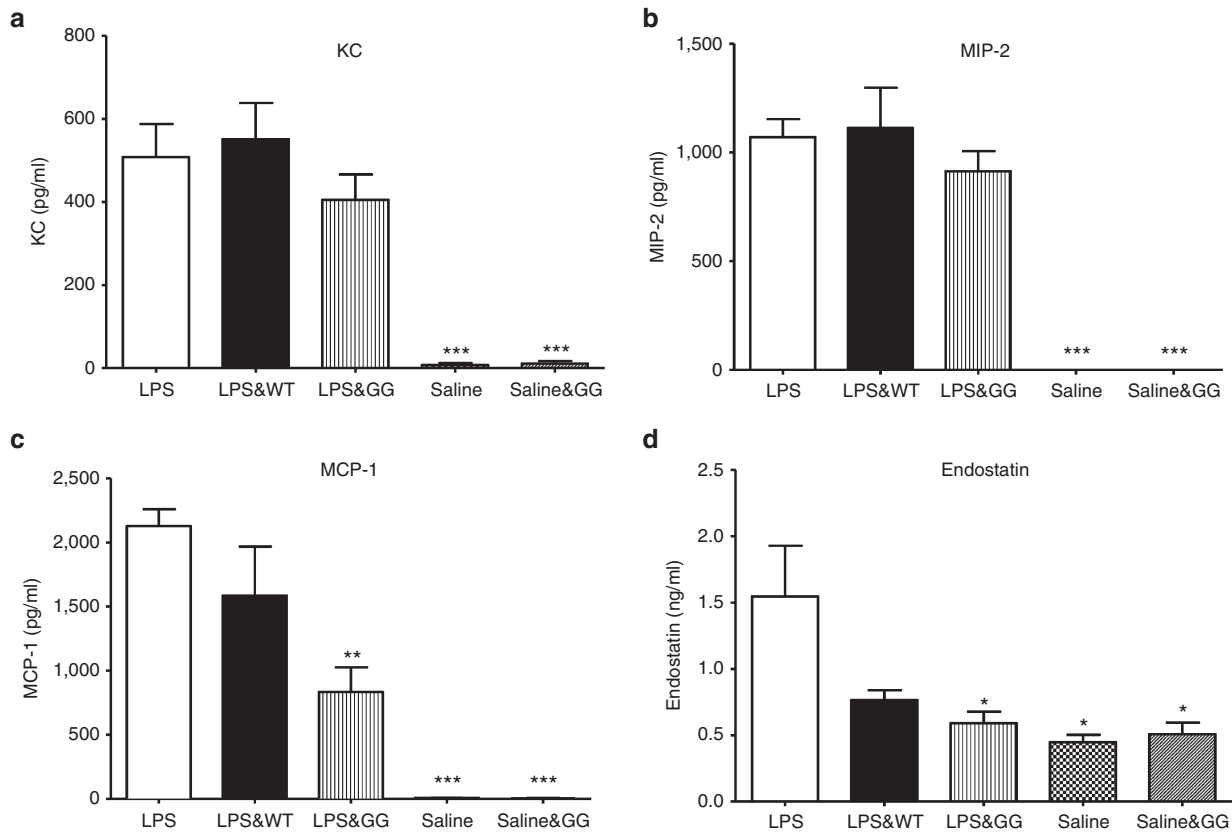 a
KC
KC (pg/ml)
800
600
400
200
0
*** ***
LPS LPS&WT LPS&GG Saline Saline&GG
b
MIP-2
MIP-2 (pg/ml)
1,500
1,000
500
0
*** ***
LPS LPS&WT LPS&GG Saline Saline&GG
c
MCP-1
MCP-1 (pg/ml)
2,500
2,000
1,500
1,000
500
0
**
*** ***
LPS LPS&WT LPS&GG Saline Saline&GG
d
Endostatin
Endostatin (ng/ml)
2.5
2.0
1.5
1.0
0.5
0.0
* * *
LPS LPS&WT LPS&GG Saline Saline&GG